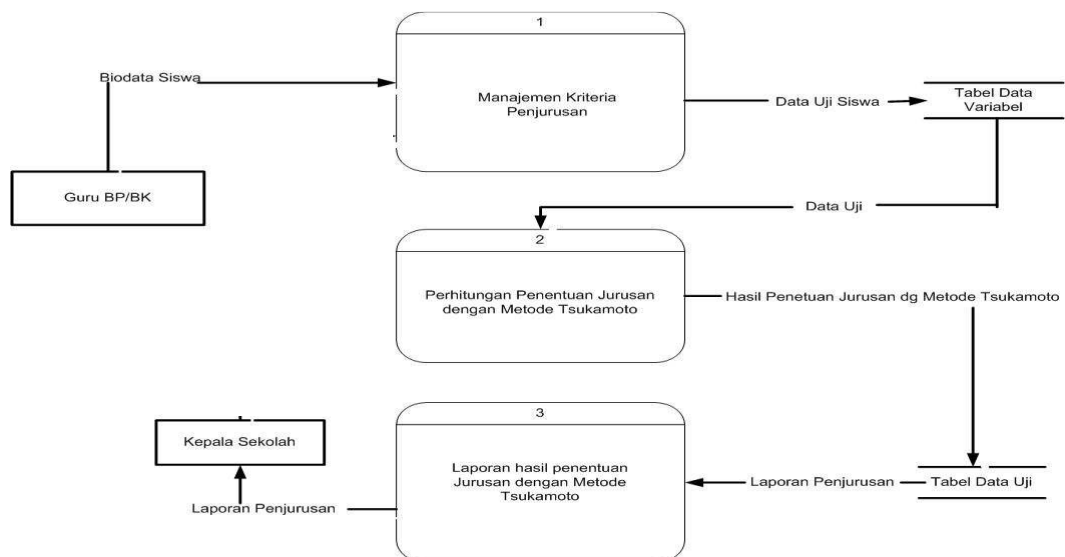 1
Biodata Siswa
Manajemen Kriteria
Penjurusan
Data Uji Siswa
Tabel Data
Variabel
Guru BP/BK
Data Uji
2
Perhitungan Penentuan Jurusan
dengan Metode Tsukamoto
Hasil Penetuan Jurusan dg Metode Tsukamoto
3
Kepala Sekolah
Laporan hasil penentuan
Jurusan dengan Metode
Tsukamoto
Laporan Penjurusan
Tabel Data Uji
Laporan Penjurusan